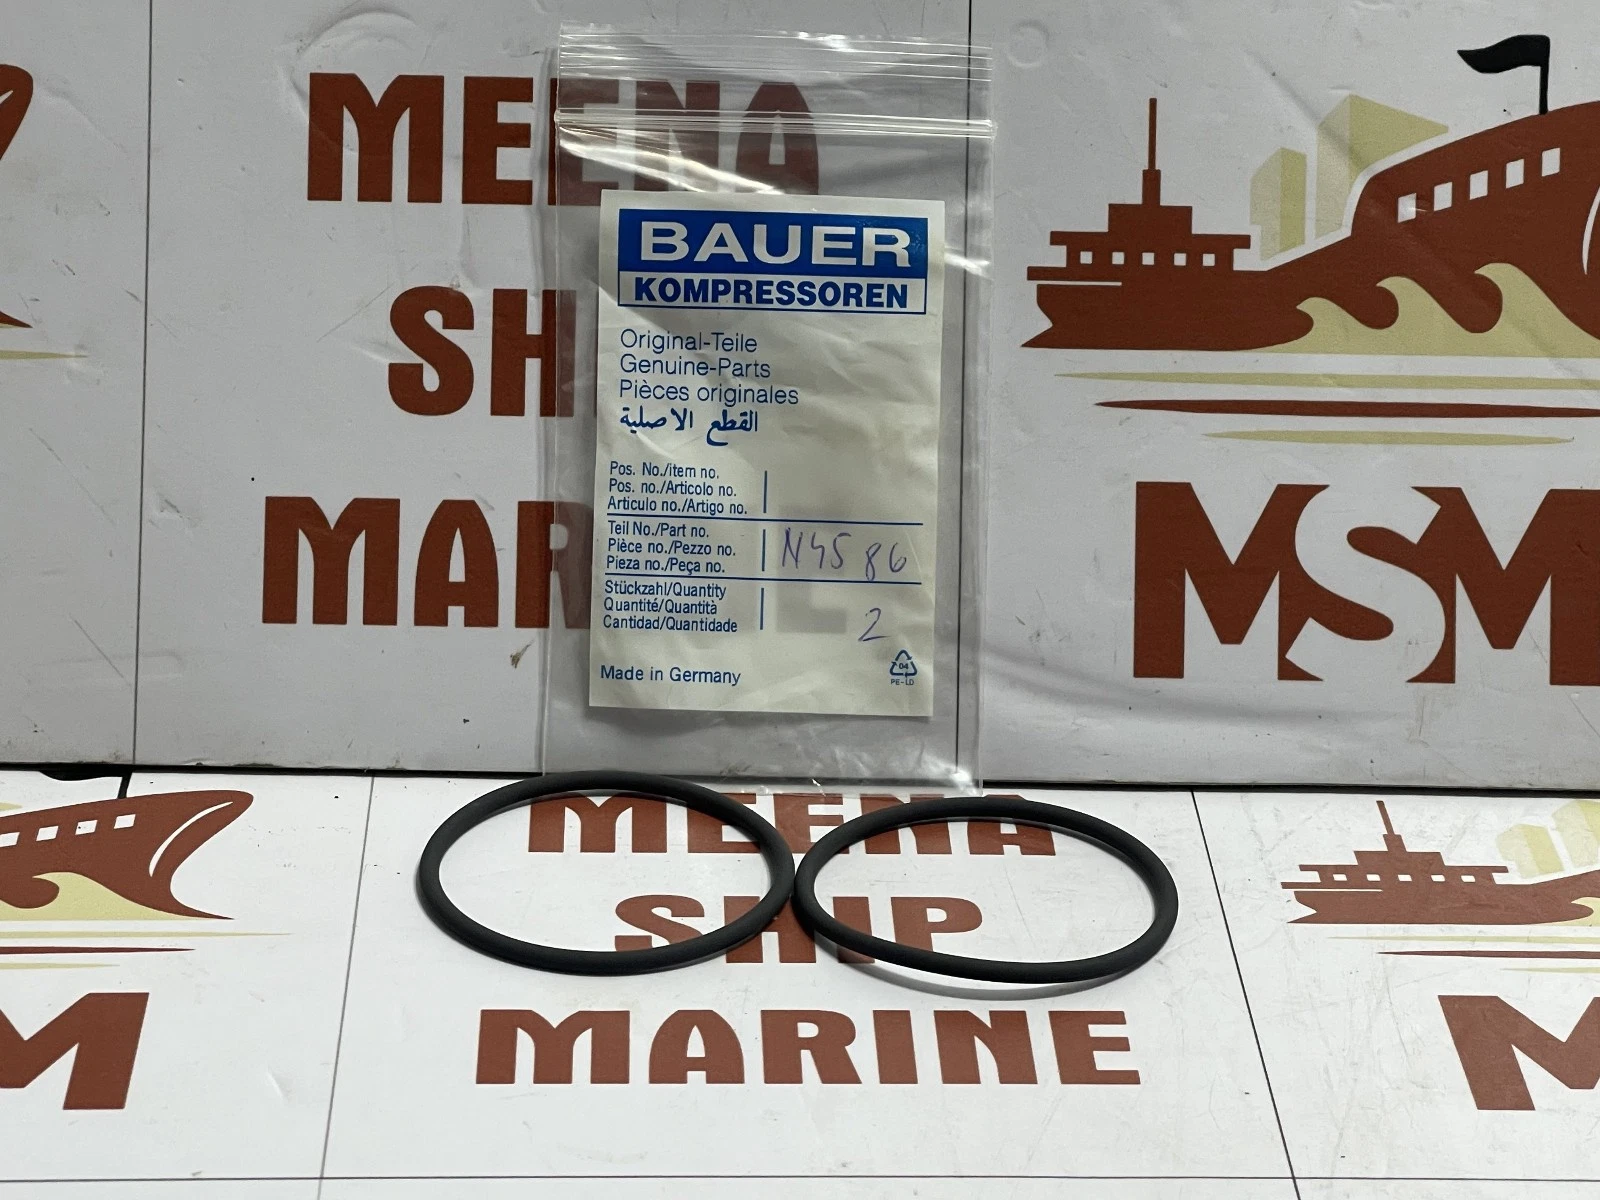 MEENA
SHI
MAR E
BAUER
KOMPRESSOREN
Original-Teile
Genuine-Parts
Pièces originales
القطع الاصلية
Pos. No./item no.
Pos. no./Articolo no.
Articulo no./Artigo no.
Teil No./Part no.
Pièce no./Pezzo no.
Pieza no./Peça no.
N4586
Stückzahl/Quantity
Quantité/Quantità
Cantidad/Quantidade
2
Made in Germany
04
PE-LD
MSM
MEENA
SHIP
MARINE
M
M